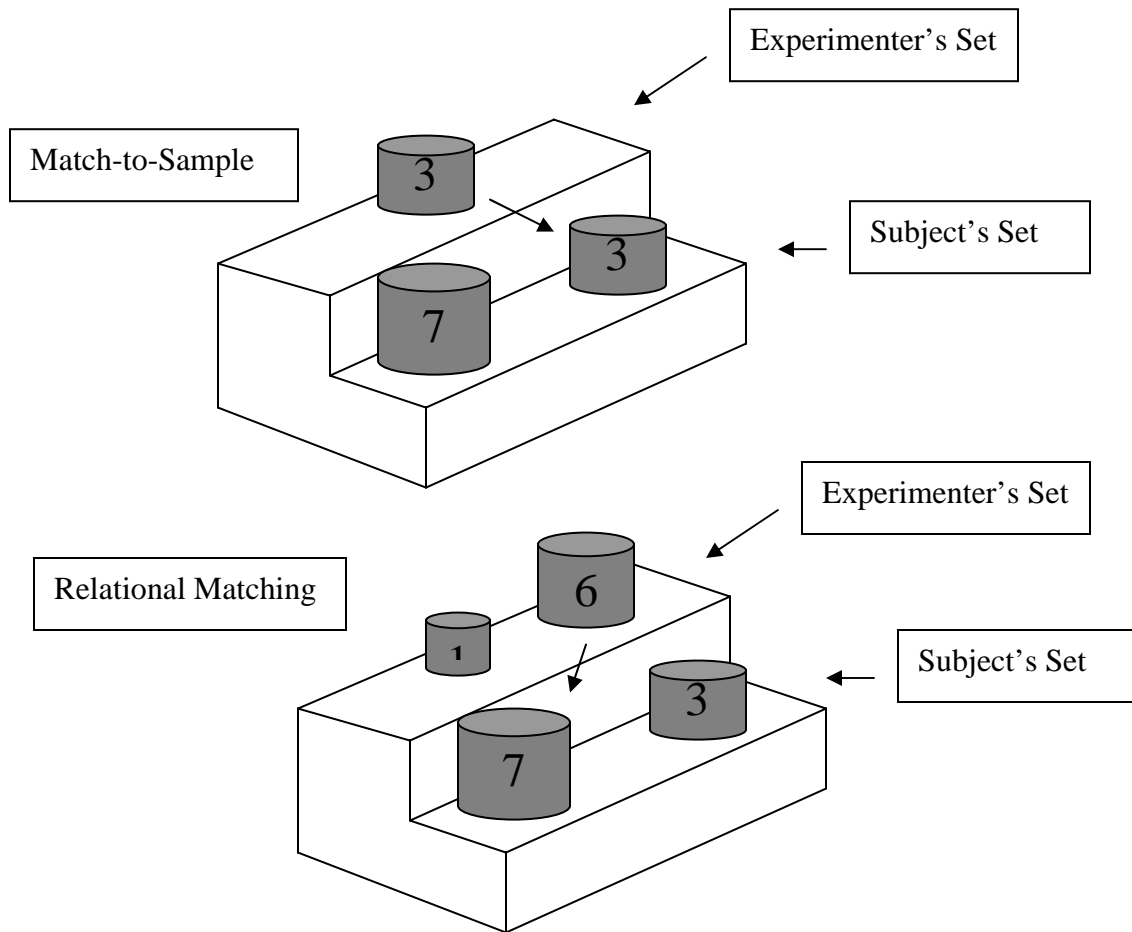 Experimenter's Set
Match-to-Sample
3
3
Subject's Set
7
Experimenter's Set
Relational Matching
6
1
Subject's Set
3
7